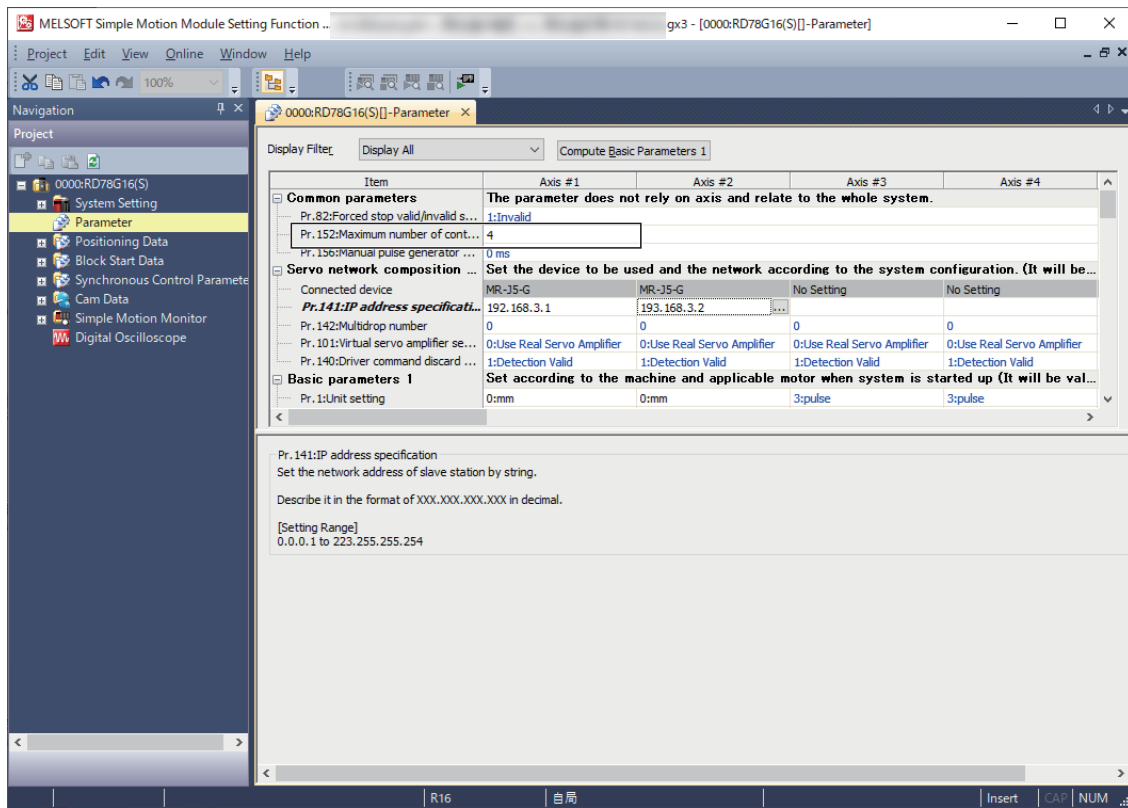 MELSOFT Simple Motion Module Setting Function ... gx3 - [0000:RD78G16(S)[]-Parameter]
Project Edit View Online Window Help
100%
Navigation
0000:RD78G16(S)[]-Parameter
Project
Display Filter Display All Compute Basic Parameters 1
0000:RD78G16(S)
System Setting
Parameter
Positioning Data
Block Start Data
Synchronous Control Paramete
Cam Data
Simple Motion Monitor
Digital Oscilloscope
Item Axis #1 Axis #2 Axis #3 Axis #4
Common parameters The parameter does not rely on axis and relate to the whole system.
Pr.82:Forced stop valid/invalid s... 1:Invalid
Pr.152:Maximum number of cont... 4
Pr.156:Manual pulse generator ... 0 ms
Servo network composition ... Set the device to be used and the network according to the system configuration. (It will be...
Connected device MR-J5-G MR-J5-G No Setting No Setting
Pr.141:IP address specificati... 192.168.3.1 193.168.3.2 ...
Pr.142:Multidrop number 0 0 0 0
Pr.101:Virtual servo amplifier se... 0:Use Real Servo Amplifier 0:Use Real Servo Amplifier 0:Use Real Servo Amplifier 0:Use Real Servo Amplifier
Pr.140:Driver command discard ... 1:Detection Valid 1:Detection Valid 1:Detection Valid 1:Detection Valid
Basic parameters 1 Set according to the machine and applicable motor when system is started up (It will be val...
Pr.1:Unit setting 0:mm 0:mm 3:pulse 3:pulse
Pr.141:IP address specification
Set the network address of slave station by string.
Describe it in the format of XXX.XXX.XXX.XXX in decimal.
[Setting Range]
0.0.0.1 to 223.255.255.254
R16 自局 Insert CAP NUM